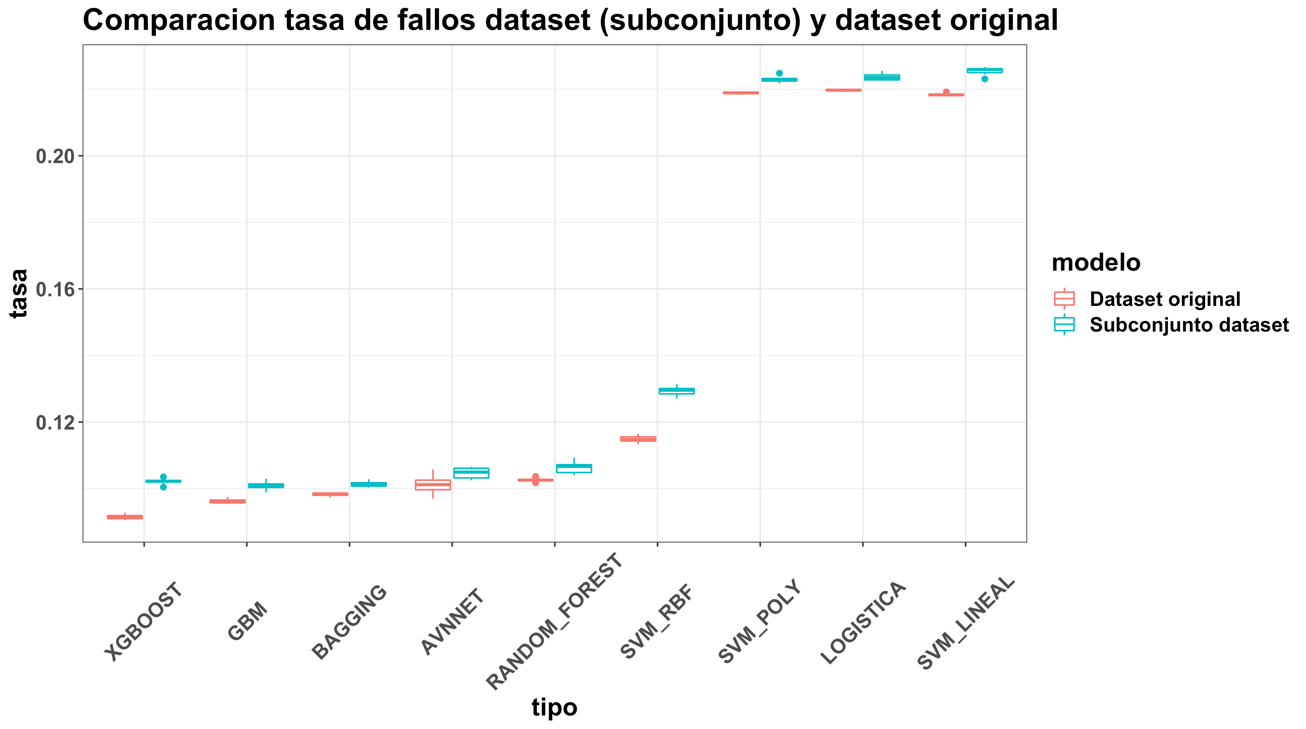 Comparacion tasa de fallos dataset (subconjunto) y dataset original
tasa
0.20
0.16
0.12
XGBOOST
GBM
BAGGING
AVNNET
RANDOM_FOREST
SVM_RBF
SVM_POLY
LOGISTICA
SVM_LINEAL
tipo
modelo
Dataset original
Subconjunto dataset